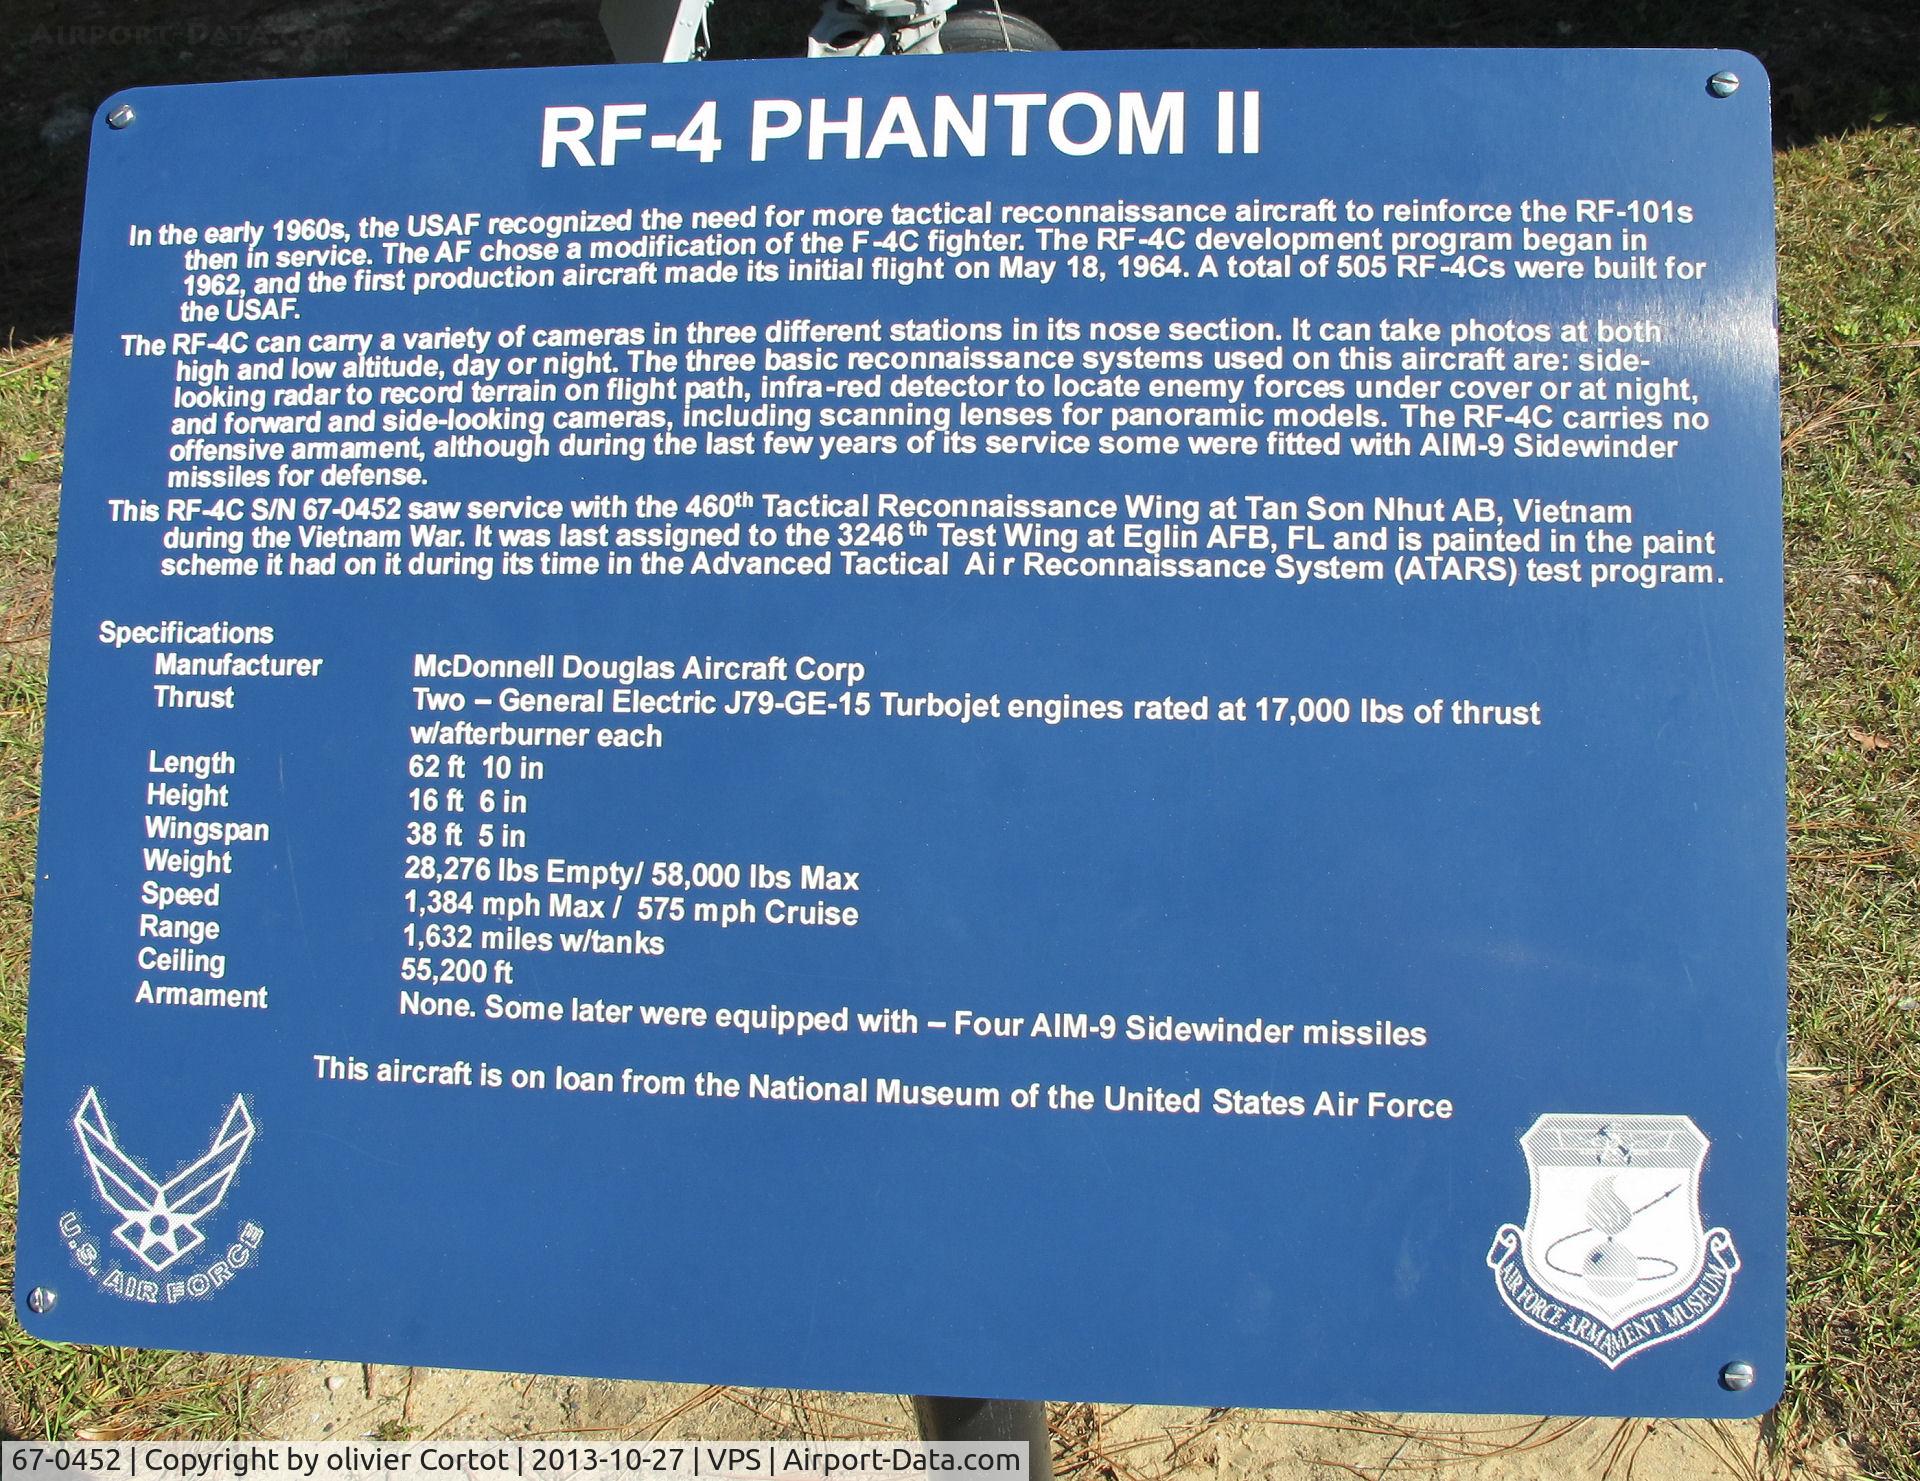 AIRPORT-DATA.COM
RF-4 PHANTOM II
In the early 1960s, the USAF recognized the need for more tactical reconnaissance aircraft to reinforce the RF-101s
then in service. The AF chose a modification of the F-4C fighter. The RF-4C development program began in
1962, and the first production aircraft made its initial flight on May 18, 1964. A total of 505 RF-4Cs were built for
the USAF.
The RF-4C can carry a variety of cameras in three different stations in its nose section. It can take photos at both
high and low altitude, day or night. The three basic reconnaissance systems used on this aircraft are: side-
looking radar to record terrain on flight path, infra-red detector to locate enemy forces under cover or at night,
and forward and side-looking cameras, including scanning lenses for panoramic models. The RF-4C carries no
offensive armament, although during the last few years of its service some were fitted with AIM-9 Sidewinder
missiles for defense.
This RF-4C S/N 67-0452 saw service with the 460th Tactical Reconnaissance Wing at Tan Son Nhut AB, Vietnam
during the Vietnam War. It was last assigned to the 3246th Test Wing at Eglin AFB, FL and is painted in the paint
scheme it had on it during its time in the Advanced Tactical Air Reconnaissance System (ATARS) test program.
Specifications
Manufacturer McDonnell Douglas Aircraft Corp
Thrust Two – General Electric J79-GE-15 Turbojet engines rated at 17,000 lbs of thrust
w/afterburner each
Length 62 ft 10 in
Height 16 ft 6 in
Wingspan 38 ft 5 in
Weight 28,276 lbs Empty/ 58,000 lbs Max
Speed 1,384 mph Max / 575 mph Cruise
Range 1,632 miles w/tanks
Ceiling 55,200 ft
Armament None. Some later were equipped with – Four AIM-9 Sidewinder missiles
This aircraft is on loan from the National Museum of the United States Air Force
U.S. AIR FORCE
AIR FORCE ARMAMENT MUSEUM
67-0452 | Copyright by olivier Cortot | 2013-10-27 | VPS | Airport-Data.com